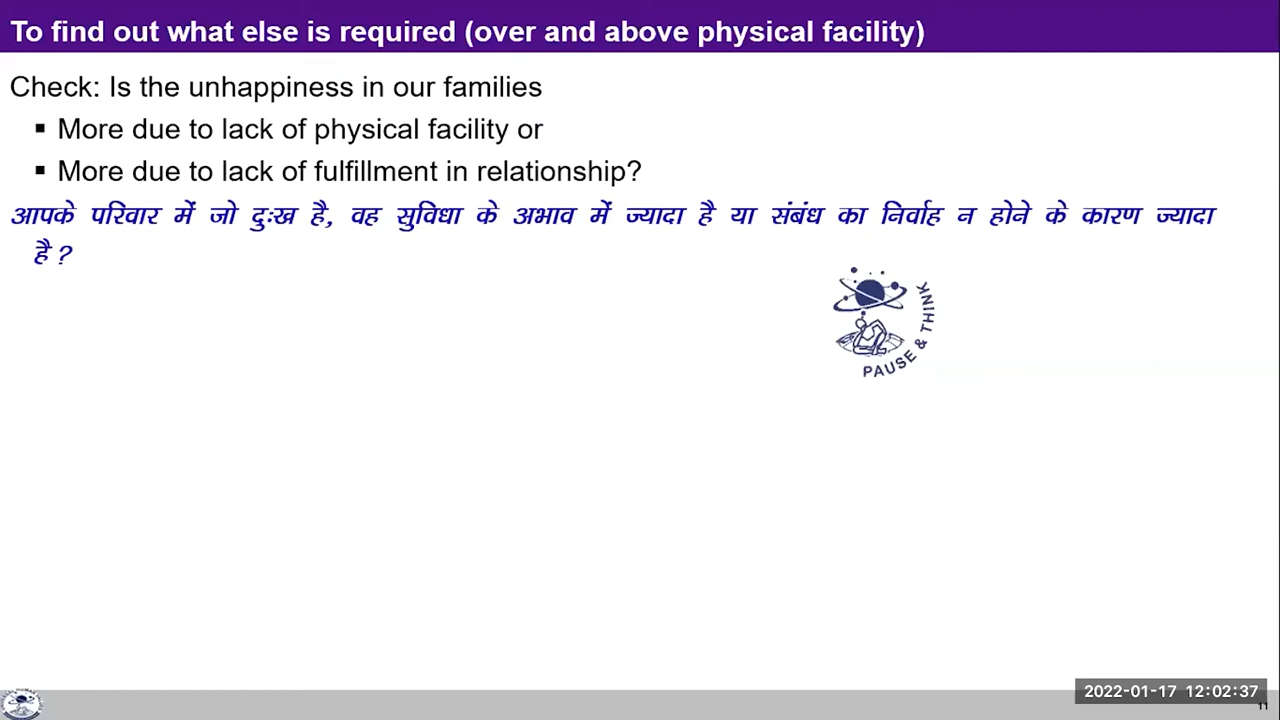 To find out what else is required (over and above physical facility)
Check: Is the unhappiness in our families
▪ More due to lack of physical facility or
▪ More due to lack of fulfillment in relationship?
आपके परिवार में जो दुःख है, वह सुविधा के अभाव में ज्यादा है या संबंध का निर्वाह न होने के कारण ज्यादा
है?
PAUSE & THINK
2022-01-17 12:02:37
11